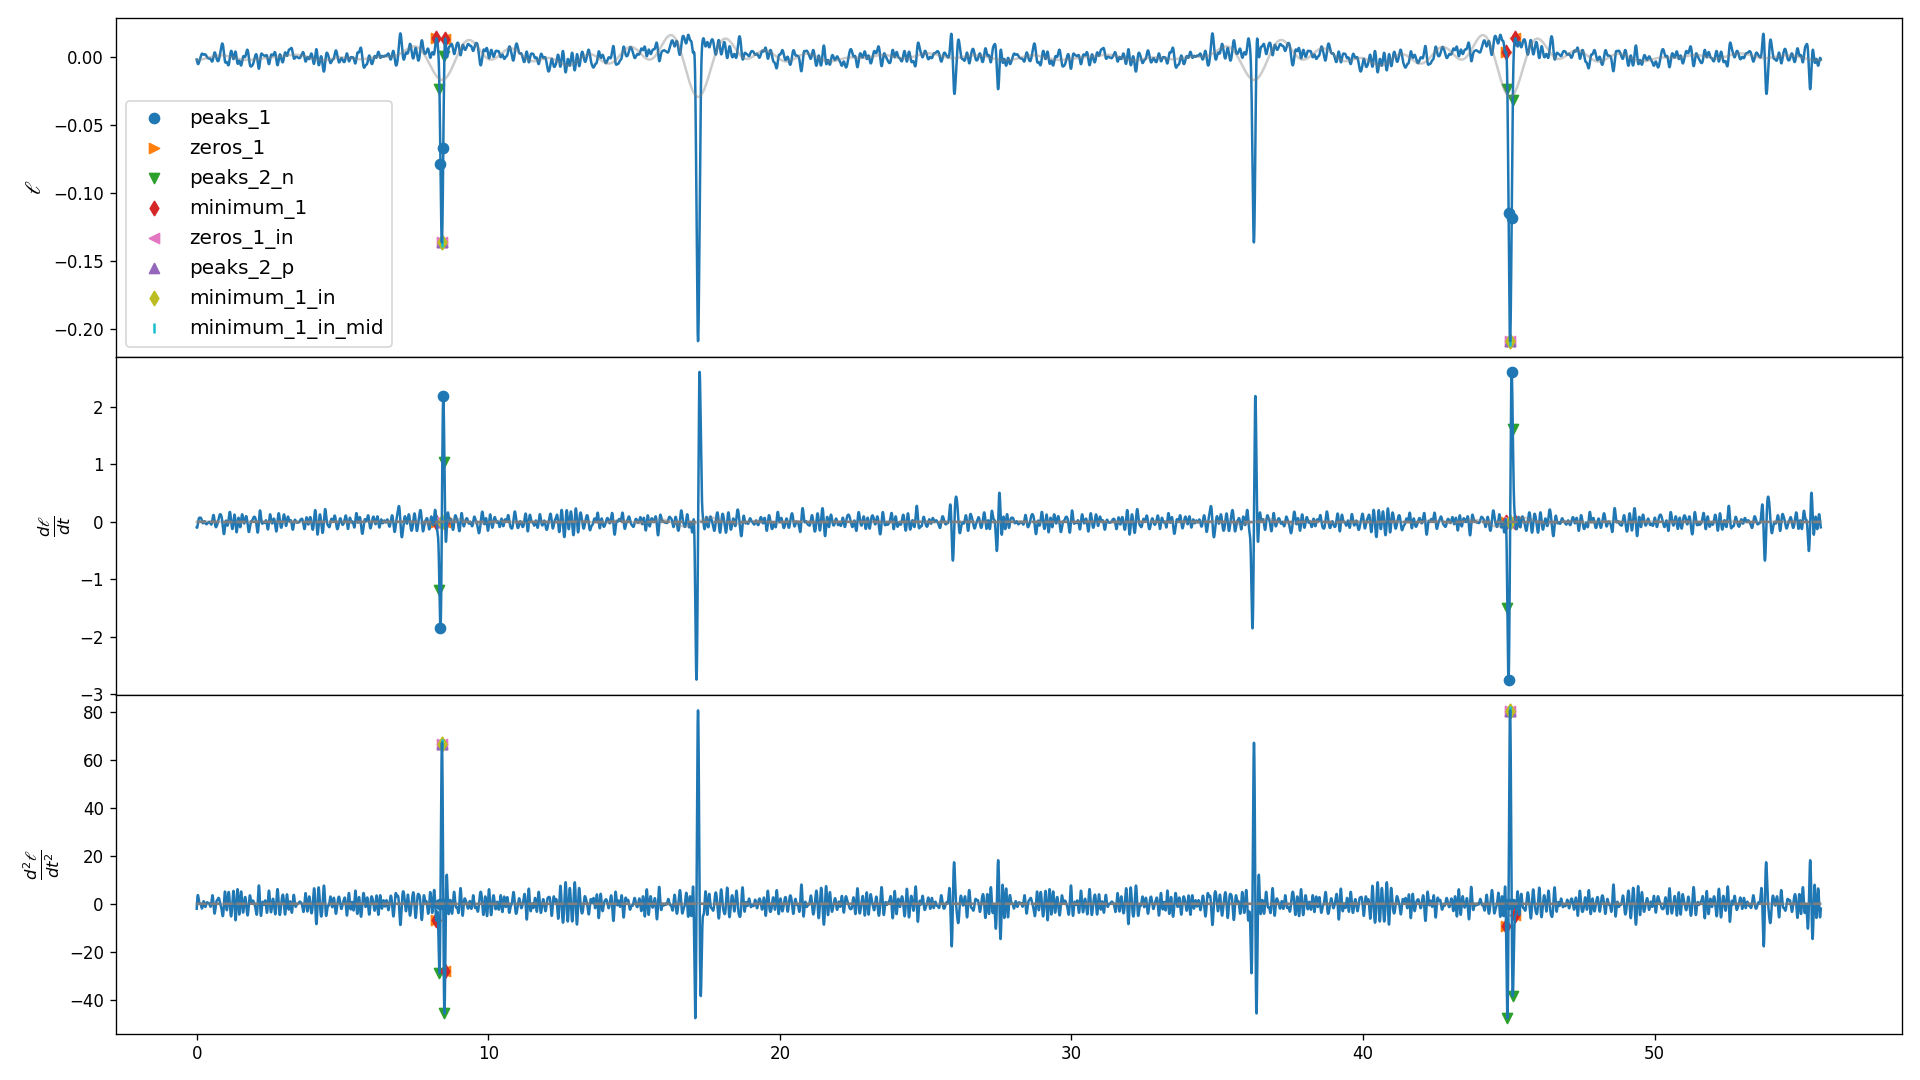 0.00
−0.05
−0.10
−0.15
−0.20
ℓ
peaks_1
zeros_1
peaks_2_n
minimum_1
zeros_1_in
peaks_2_p
minimum_1_in
minimum_1_in_mid
2
1
0
−1
−2
−3
dℓ/dt
80
60
40
20
0
−20
−40
d²ℓ/dt²
0 10 20 30 40 50